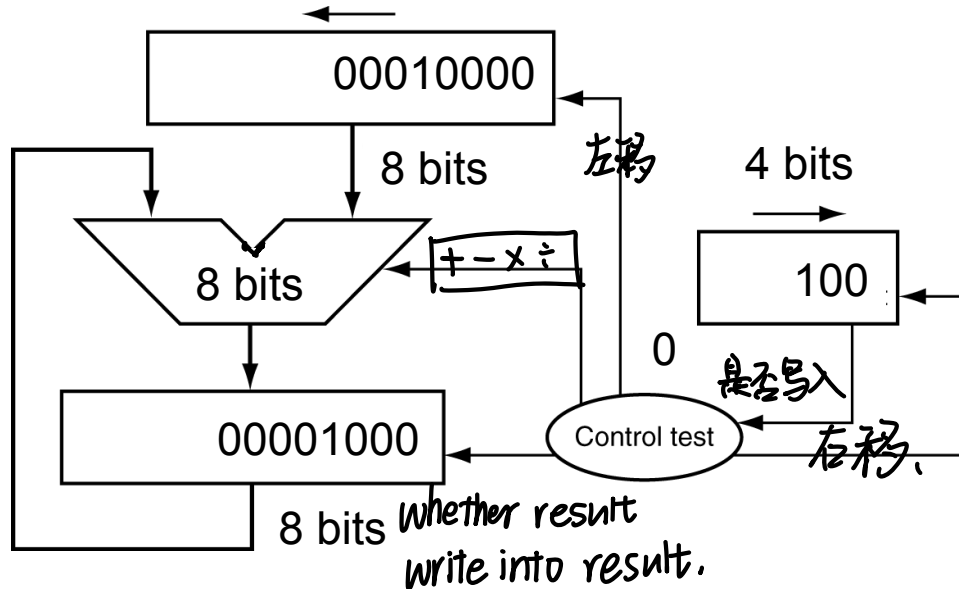 00010000
8 bits
左移
4 bits
+ - × ÷
8 bits
100
0
是否写入
Control test
右移、
00001000
8 bits
whether result
write into result.